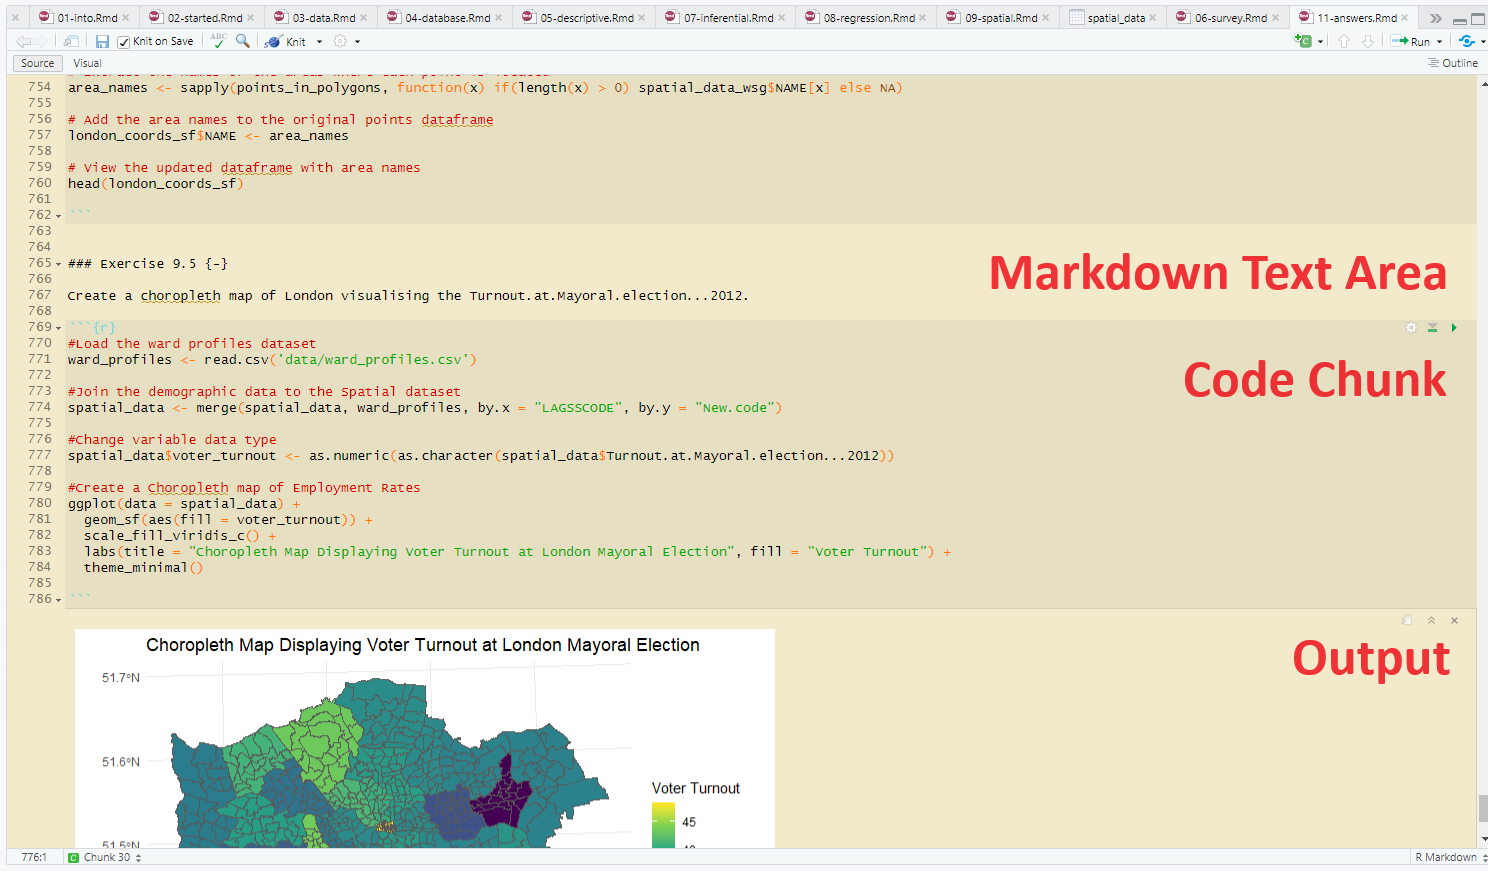 01-into.Rmd 02-started.Rmd 03-data.Rmd 04-database.Rmd 05-descriptive.Rmd 07-inferential.Rmd 08-regression.Rmd 09-spatial.Rmd spatial_data 06-survey.Rmd 11-answers.Rmd
Knit on Save ABC Knit Run
Source Visual Outline
754 area_names <- sapply(points_in_polygons, function(x) if(length(x) > 0) spatial_data_wsg$NAME[x] else NA)
755
756 # Add the area names to the original points dataframe
757 london_coords_sf$NAME <- area_names
758
759 # View the updated dataframe with area names
760 head(london_coords_sf)
761
762 ```
763
764
765 ### Exercise 9.5 {-}
Markdown Text Area
766
767 Create a choropleth map of London visualising the Turnout.at.Mayoral.election...2012.
768
769 ```{r}
770 #Load the ward profiles dataset
771 ward_profiles <- read.csv('data/ward_profiles.csv')
772
Code Chunk
773 #Join the demographic data to the Spatial dataset
774 spatial_data <- merge(spatial_data, ward_profiles, by.x = "LAGSSCODE", by.y = "New.code")
775
776 #Change variable data type
777 spatial_data$voter_turnout <- as.numeric(as.character(spatial_data$Turnout.at.Mayoral.election...2012))
778
779 #Create a Choropleth map of Employment Rates
780 ggplot(data = spatial_data) +
781 geom_sf(aes(fill = voter_turnout)) +
782 scale_fill_viridis_c() +
783 labs(title = "Choropleth Map Displaying Voter Turnout at London Mayoral Election", fill = "Voter Turnout") +
784 theme_minimal()
785
786 ```
Choropleth Map Displaying Voter Turnout at London Mayoral Election
Output
51.7°N
51.6°N
Voter Turnout
45
51.5°N
776:1 C Chunk 30 R Markdown